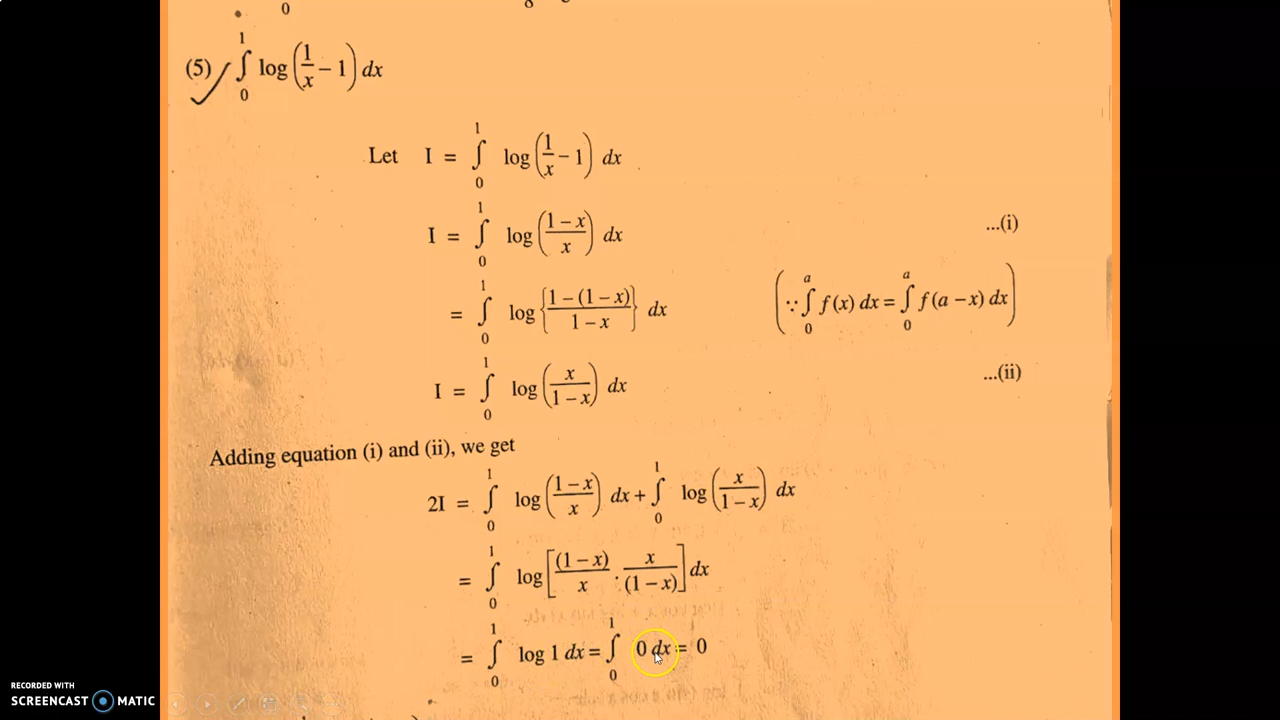 0
(5) ∫₀¹ log(1/x − 1) dx
Let I = ∫₀¹ log(1/x − 1) dx
I = ∫₀¹ log((1 − x)/x) dx ...(i)
= ∫₀¹ log{(1 − (1 − x))/(1 − x)} dx (∵ ∫₀ᵃ f(x) dx = ∫₀ᵃ f(a − x) dx)
I = ∫₀¹ log(x/(1 − x)) dx ...(ii)
Adding equation (i) and (ii), we get
2I = ∫₀¹ log((1 − x)/x) dx + ∫₀¹ log(x/(1 − x)) dx
= ∫₀¹ log[(1 − x)/x · x/(1 − x)] dx
= ∫₀¹ log 1 dx = ∫₀¹ 0 dx = 0
RECORDED WITH
SCREENCAST MATIC